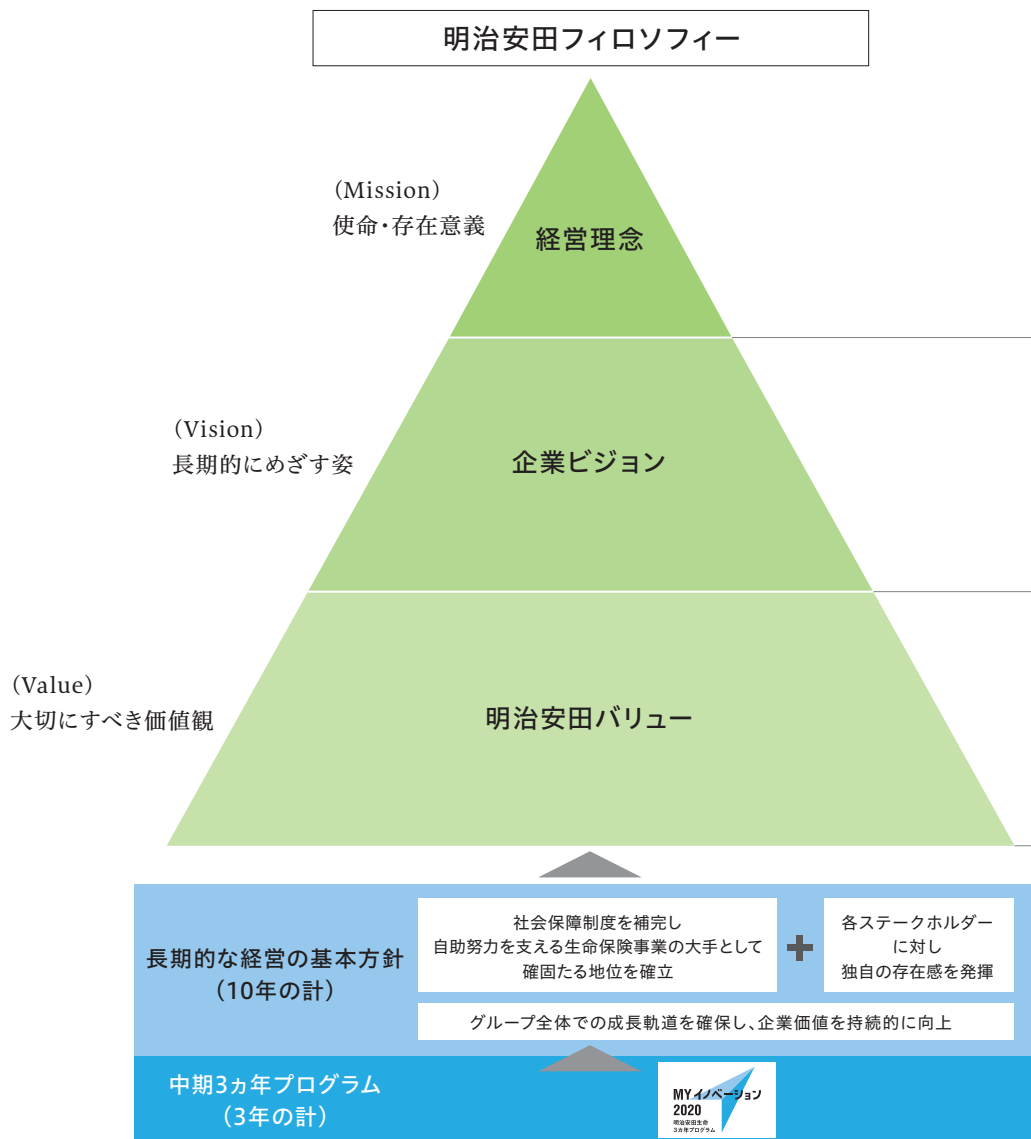 明治安田フィロソフィー
(Mission)
使命・存在意義
経営理念
(Vision)
長期的にめざす姿
企業ビジョン
(Value)
大切にすべき価値観
明治安田バリュー
長期的な経営の基本方針
(10年の計)
社会保障制度を補完し
自助努力を支える生命保険事業の大手として
確固たる地位を確立
+
各ステークホルダー
に対し
独自の存在感を発揮
グループ全体での成長軌道を確保し、企業価値を持続的に向上
中期3ヵ年プログラム
(3年の計)
MYイノベーション
2020
明治安田生命
3ヵ年プログラム